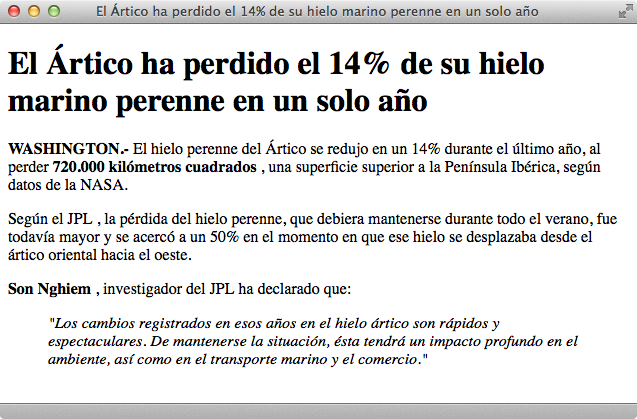 El Ártico ha perdido el 14% de su hielo marino perenne en un solo año
El Ártico ha perdido el 14% de su hielo
marino perenne en un solo año
WASHINGTON.- El hielo perenne del Ártico se redujo en un 14% durante el último año, al
perder 720.000 kilómetros cuadrados , una superficie superior a la Península Ibérica, según
datos de la NASA.
Según el JPL , la pérdida del hielo perenne, que debiera mantenerse durante todo el verano, fue
todavía mayor y se acercó a un 50% en el momento en que ese hielo se desplazaba desde el
ártico oriental hacia el oeste.
Son Nghiem , investigador del JPL ha declarado que:
"Los cambios registrados en esos años en el hielo ártico son rápidos y
espectaculares. De mantenerse la situación, ésta tendrá un impacto profundo en el
ambiente, así como en el transporte marino y el comercio."